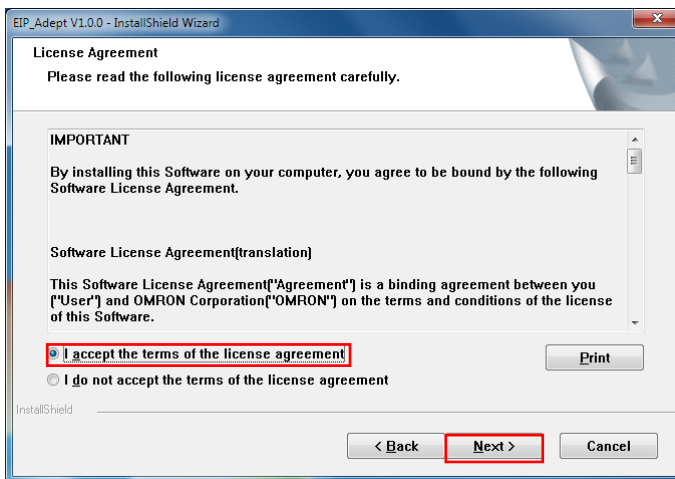 EIP_Adept V1.0.0 - InstallShield Wizard
License Agreement
Please read the following license agreement carefully.
IMPORTANT
By installing this Software on your computer, you agree to be bound by the following
Software License Agreement.
Software License Agreement(translation)
This Software License Agreement("Agreement") is a binding agreement between you
("User") and OMRON Corporation("OMRON") on the terms and conditions of the license
of this Software.
I accept the terms of the license agreement
Print
I do not accept the terms of the license agreement
InstallShield
< Back Next > Cancel